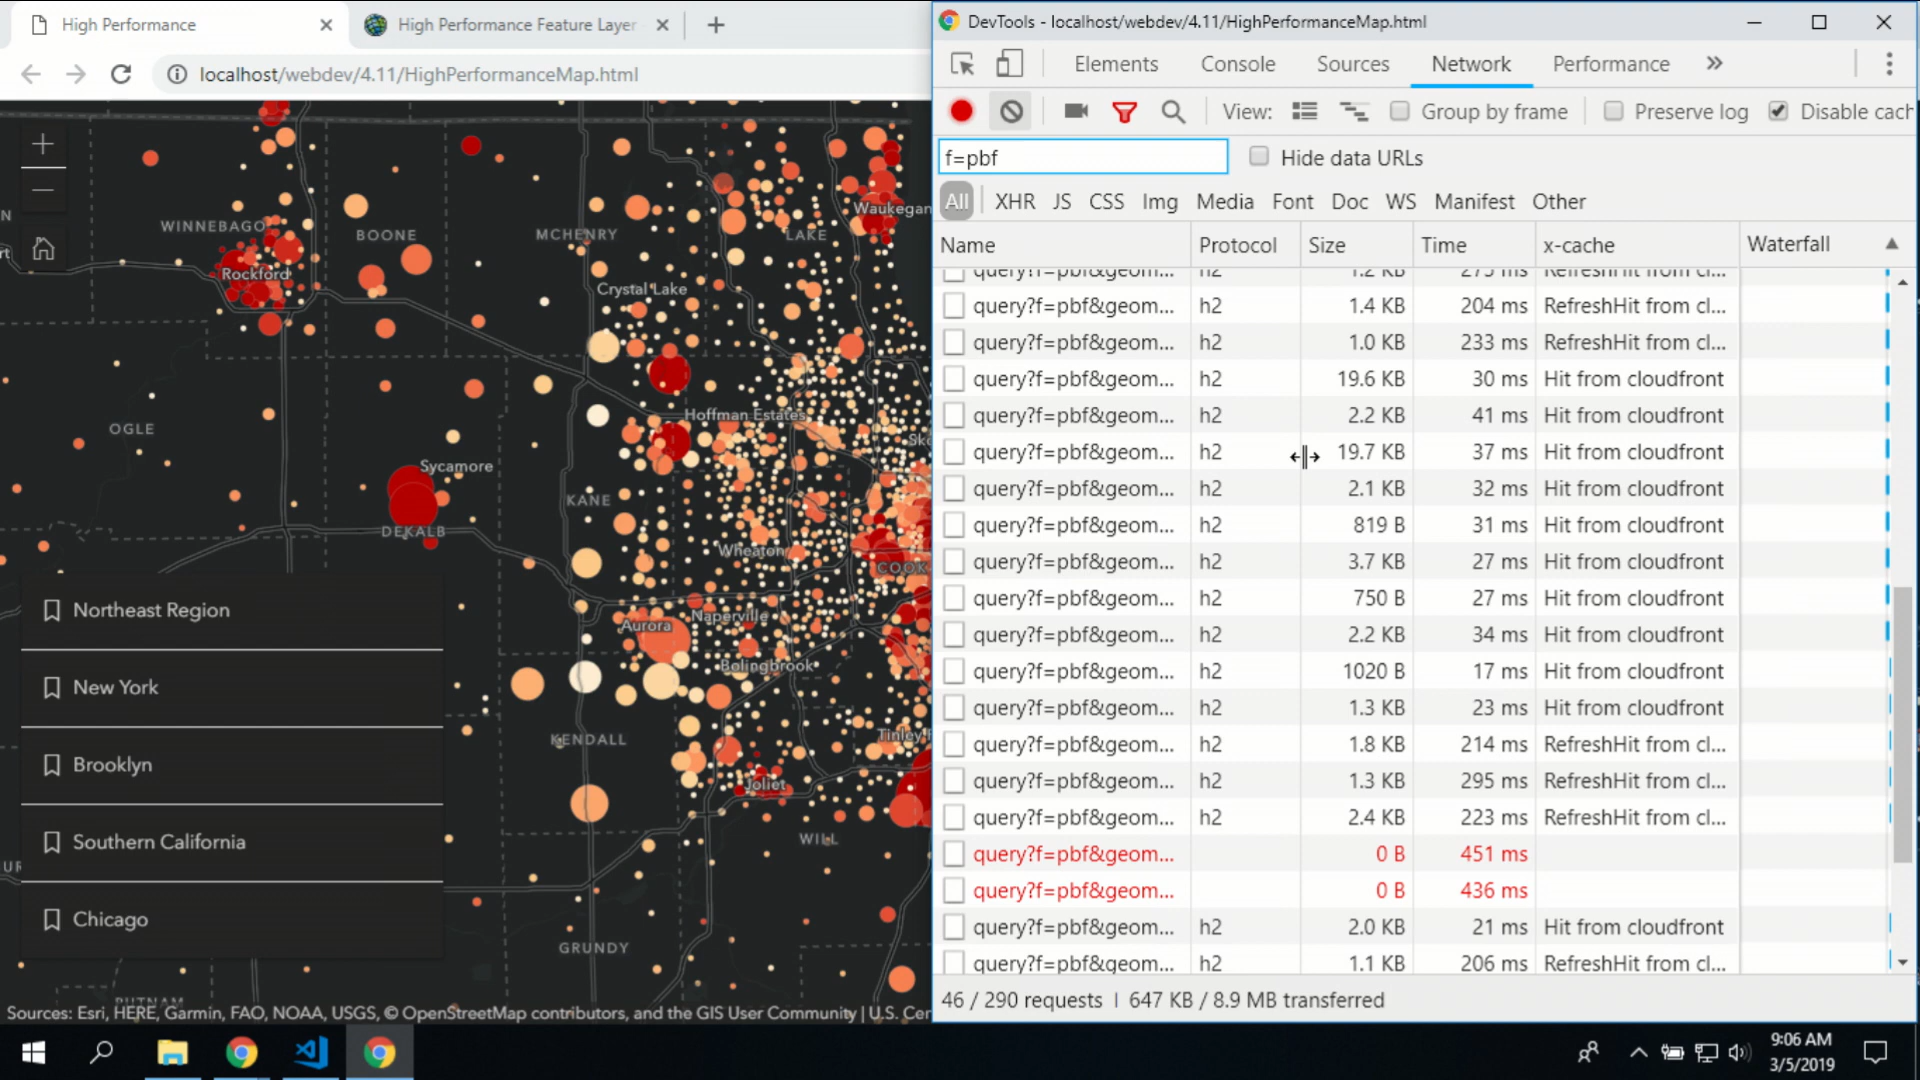 High Performance
High Performance Feature Layer
localhost/webdev/4.11/HighPerformanceMap.html
WINNEBAGO
BOONE
MCHENRY
LAKE
Waukegan
Rockford
Crystal Lake
OGLE
Hoffman Estates
Sycamore
KANE
DEKALB
Wheaton
COOK
Aurora
Naperville
Bolingbrook
KENDALL
Joliet
WILL
GRUNDY
Northeast Region
New York
Brooklyn
Southern California
Chicago
Sources: Esri, HERE, Garmin, FAO, NOAA, USGS, © OpenStreetMap contributors, and the GIS User Community | U.S. Cen
DevTools - localhost/webdev/4.11/HighPerformanceMap.html
Elements Console Sources Network Performance
View: Group by frame Preserve log Disable cach
f=pbf Hide data URLs
All XHR JS CSS Img Media Font Doc WS Manifest Other
Name Protocol Size Time x-cache Waterfall
query?f=pbf&geom... h2 1.2 KB 275 ms RefreshHit from cl...
query?f=pbf&geom... h2 1.4 KB 204 ms RefreshHit from cl...
query?f=pbf&geom... h2 1.0 KB 233 ms RefreshHit from cl...
query?f=pbf&geom... h2 19.6 KB 30 ms Hit from cloudfront
query?f=pbf&geom... h2 2.2 KB 41 ms Hit from cloudfront
query?f=pbf&geom... h2 19.7 KB 37 ms Hit from cloudfront
query?f=pbf&geom... h2 2.1 KB 32 ms Hit from cloudfront
query?f=pbf&geom... h2 819 B 31 ms Hit from cloudfront
query?f=pbf&geom... h2 3.7 KB 27 ms Hit from cloudfront
query?f=pbf&geom... h2 750 B 27 ms Hit from cloudfront
query?f=pbf&geom... h2 2.2 KB 34 ms Hit from cloudfront
query?f=pbf&geom... h2 1020 B 17 ms Hit from cloudfront
query?f=pbf&geom... h2 1.3 KB 23 ms Hit from cloudfront
query?f=pbf&geom... h2 1.8 KB 214 ms RefreshHit from cl...
query?f=pbf&geom... h2 1.3 KB 295 ms RefreshHit from cl...
query?f=pbf&geom... h2 2.4 KB 223 ms RefreshHit from cl...
query?f=pbf&geom... 0 B 451 ms
query?f=pbf&geom... 0 B 436 ms
query?f=pbf&geom... h2 2.0 KB 21 ms Hit from cloudfront
query?f=pbf&geom... h2 1.1 KB 206 ms RefreshHit from cl...
46 / 290 requests | 647 KB / 8.9 MB transferred
9:06 AM
3/5/2019